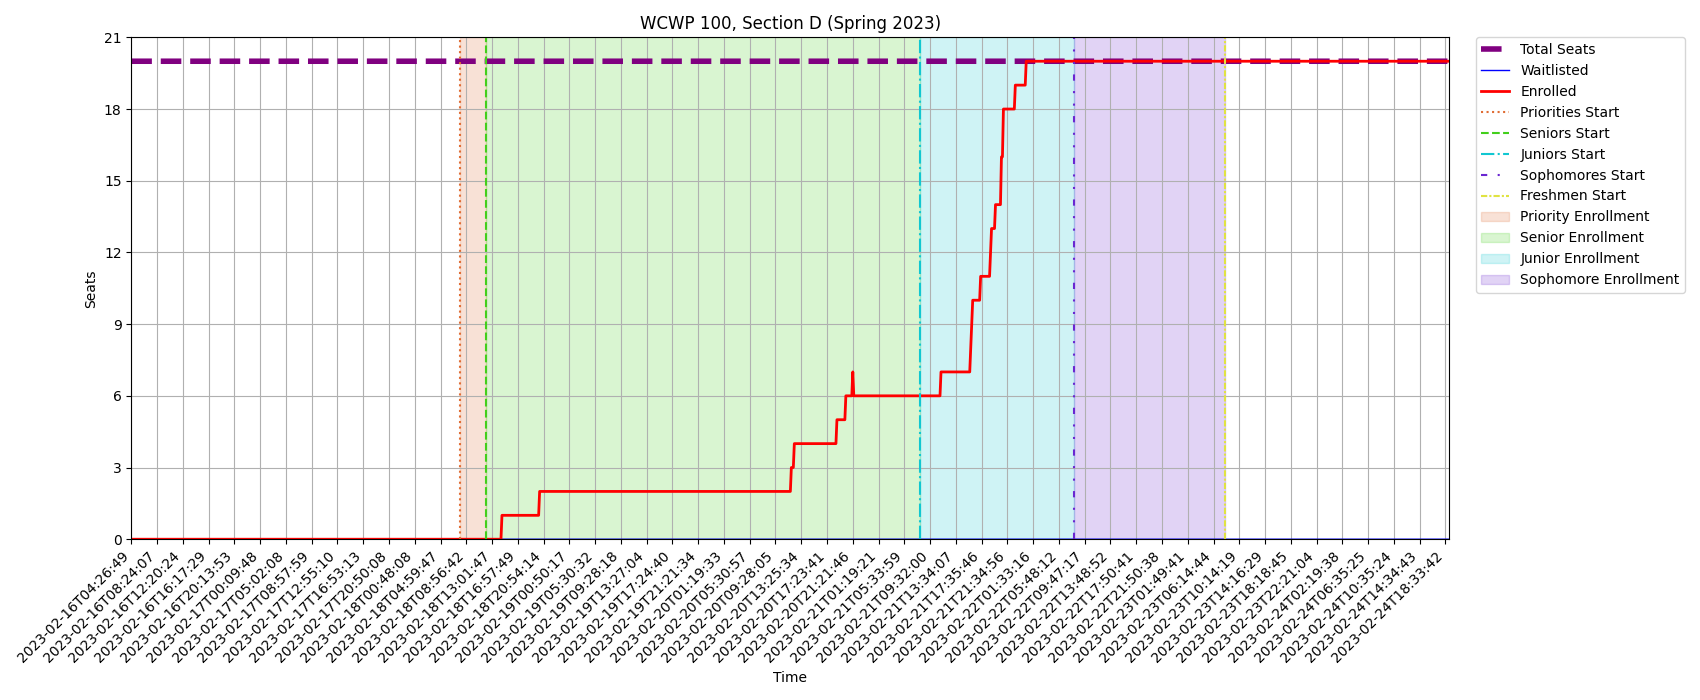 WCWP 100, Section D (Spring 2023)
21
18
15
12
9
6
3
0
Seats
2023-02-16T04:26:49
2023-02-16T08:24:07
2023-02-16T12:20:24
2023-02-16T16:17:29
2023-02-16T20:13:53
2023-02-17T00:09:48
2023-02-17T05:02:08
2023-02-17T08:57:59
2023-02-17T12:55:10
2023-02-17T16:53:13
2023-02-17T20:50:08
2023-02-18T00:48:08
2023-02-18T04:59:47
2023-02-18T08:56:42
2023-02-18T13:01:47
2023-02-18T16:57:49
2023-02-18T20:54:14
2023-02-19T00:50:17
2023-02-19T05:30:32
2023-02-19T09:28:18
2023-02-19T13:27:04
2023-02-19T17:24:40
2023-02-19T21:21:34
2023-02-20T01:19:33
2023-02-20T05:30:57
2023-02-20T09:28:05
2023-02-20T13:25:34
2023-02-20T17:23:41
2023-02-20T21:21:46
2023-02-21T01:19:21
2023-02-21T05:33:59
2023-02-21T09:32:00
2023-02-21T13:34:07
2023-02-21T17:35:46
2023-02-21T21:34:56
2023-02-22T01:33:16
2023-02-22T05:48:12
2023-02-22T09:47:17
2023-02-22T13:48:52
2023-02-22T17:50:41
2023-02-22T21:50:38
2023-02-23T01:49:41
2023-02-23T06:14:44
2023-02-23T10:14:19
2023-02-23T14:16:29
2023-02-23T18:18:45
2023-02-23T22:21:04
2023-02-24T02:19:38
2023-02-24T06:35:25
2023-02-24T10:35:24
2023-02-24T14:34:43
2023-02-24T18:33:42
Time
Total Seats
Waitlisted
Enrolled
Priorities Start
Seniors Start
Juniors Start
Sophomores Start
Freshmen Start
Priority Enrollment
Senior Enrollment
Junior Enrollment
Sophomore Enrollment